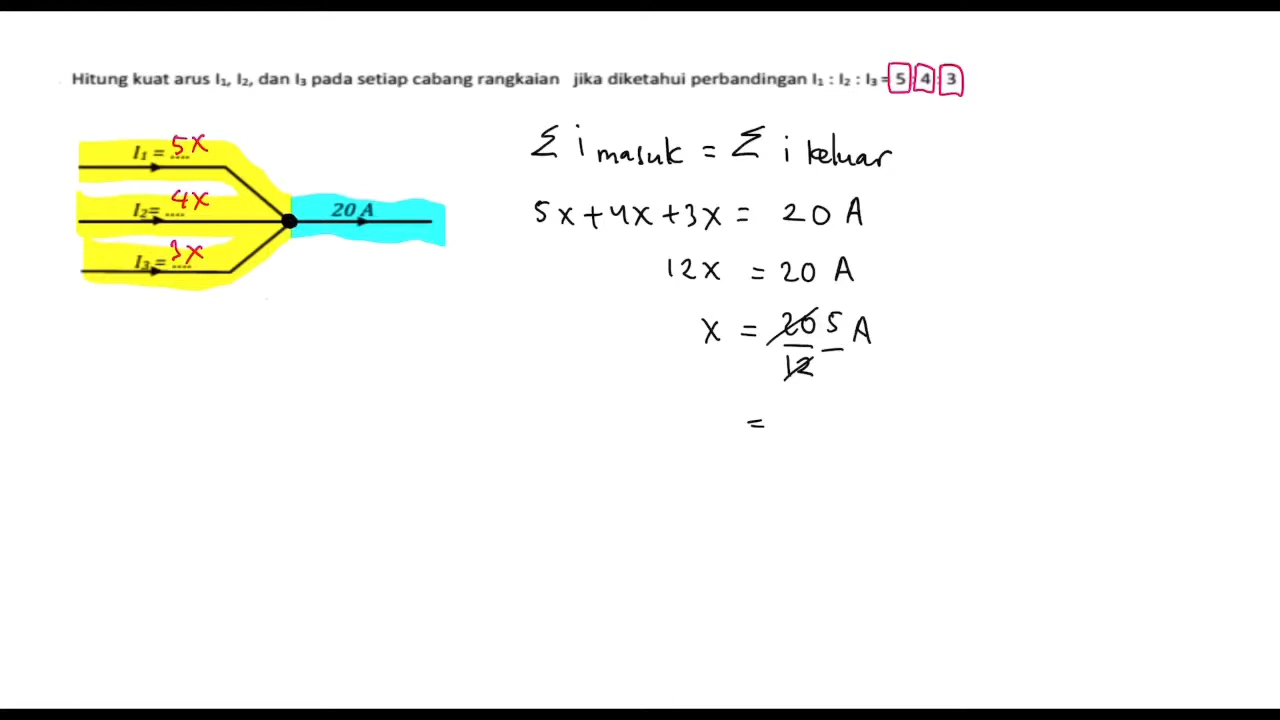 Hitung kuat arus I₁, I₂, dan I₃ pada setiap cabang rangkaian jika diketahui perbandingan I₁ : I₂ : I₃ = 5 : 4 : 3
I₁ = .... 5x
I₂= .... 4x
20 A
I₃ = .... 3x
Σ i masuk = Σ i keluar
5x+4x+3x = 20 A
12x = 20 A
x = 20/12 5 A
=